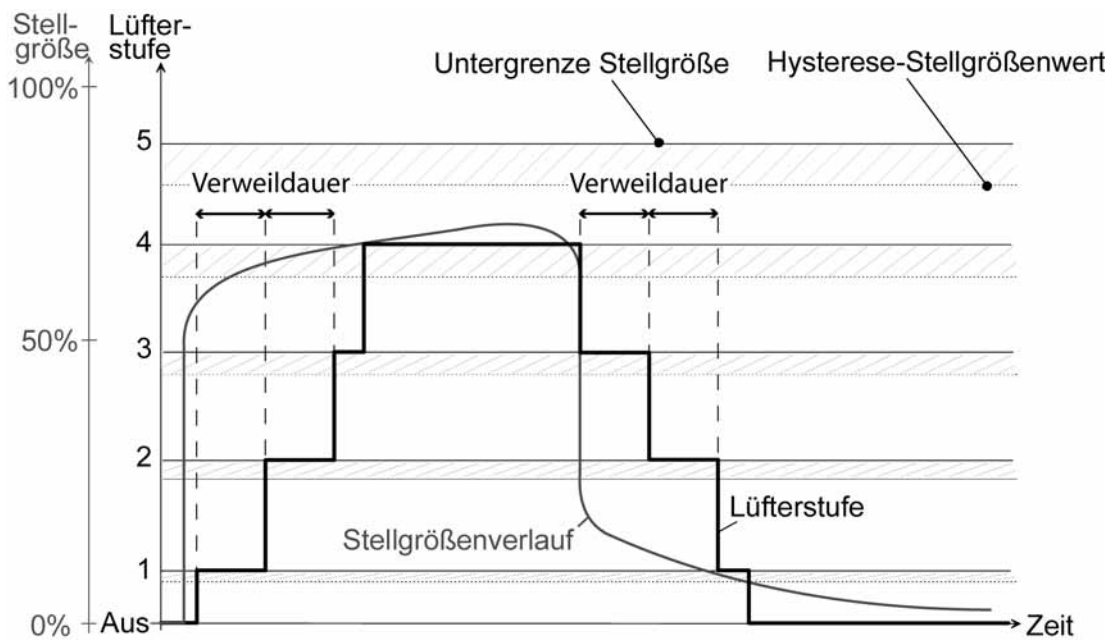 Stell-
größe
Lüfter-
stufe
Untergrenze Stellgröße
Hysterese-Stellgrößenwert
100%
5
Verweildauer
Verweildauer
4
50%
3
2
Lüfterstufe
Stellgrößenverlauf
1
0%
Aus
Zeit